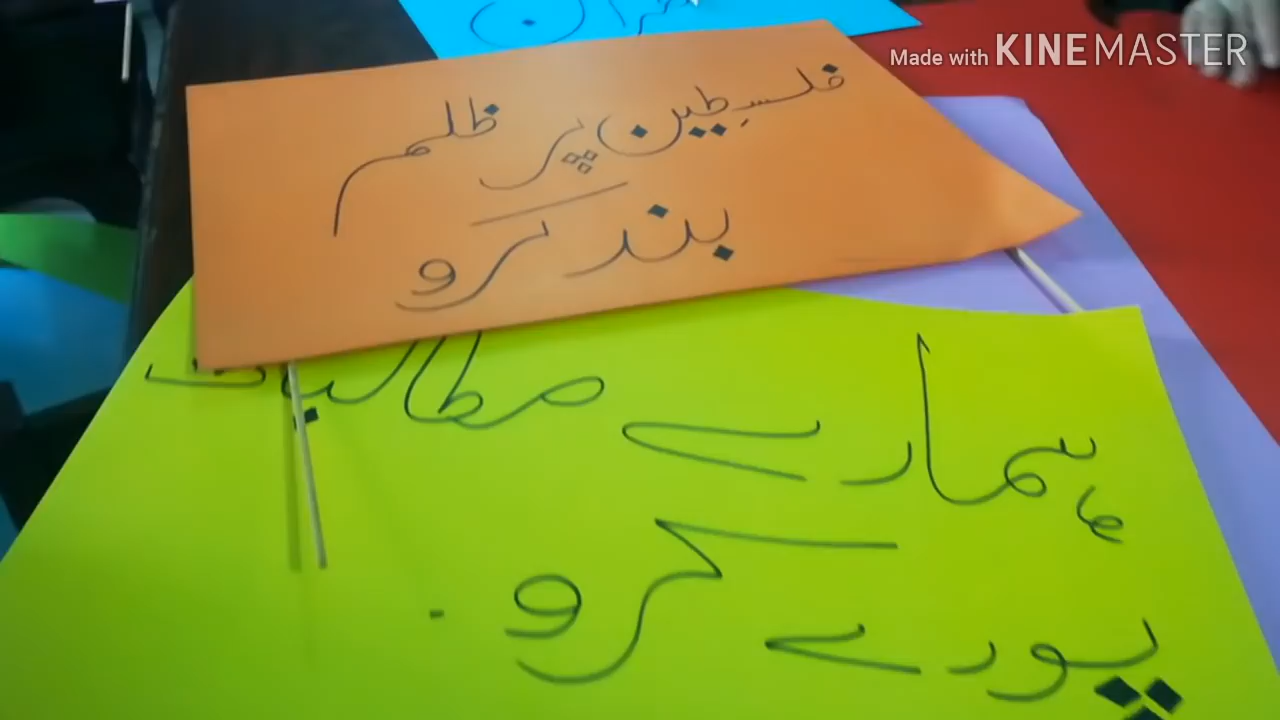 Made with KINEMASTER
فلسطین پر ظلم
بند کرو
ہمارے مطالبات
پورے کرو